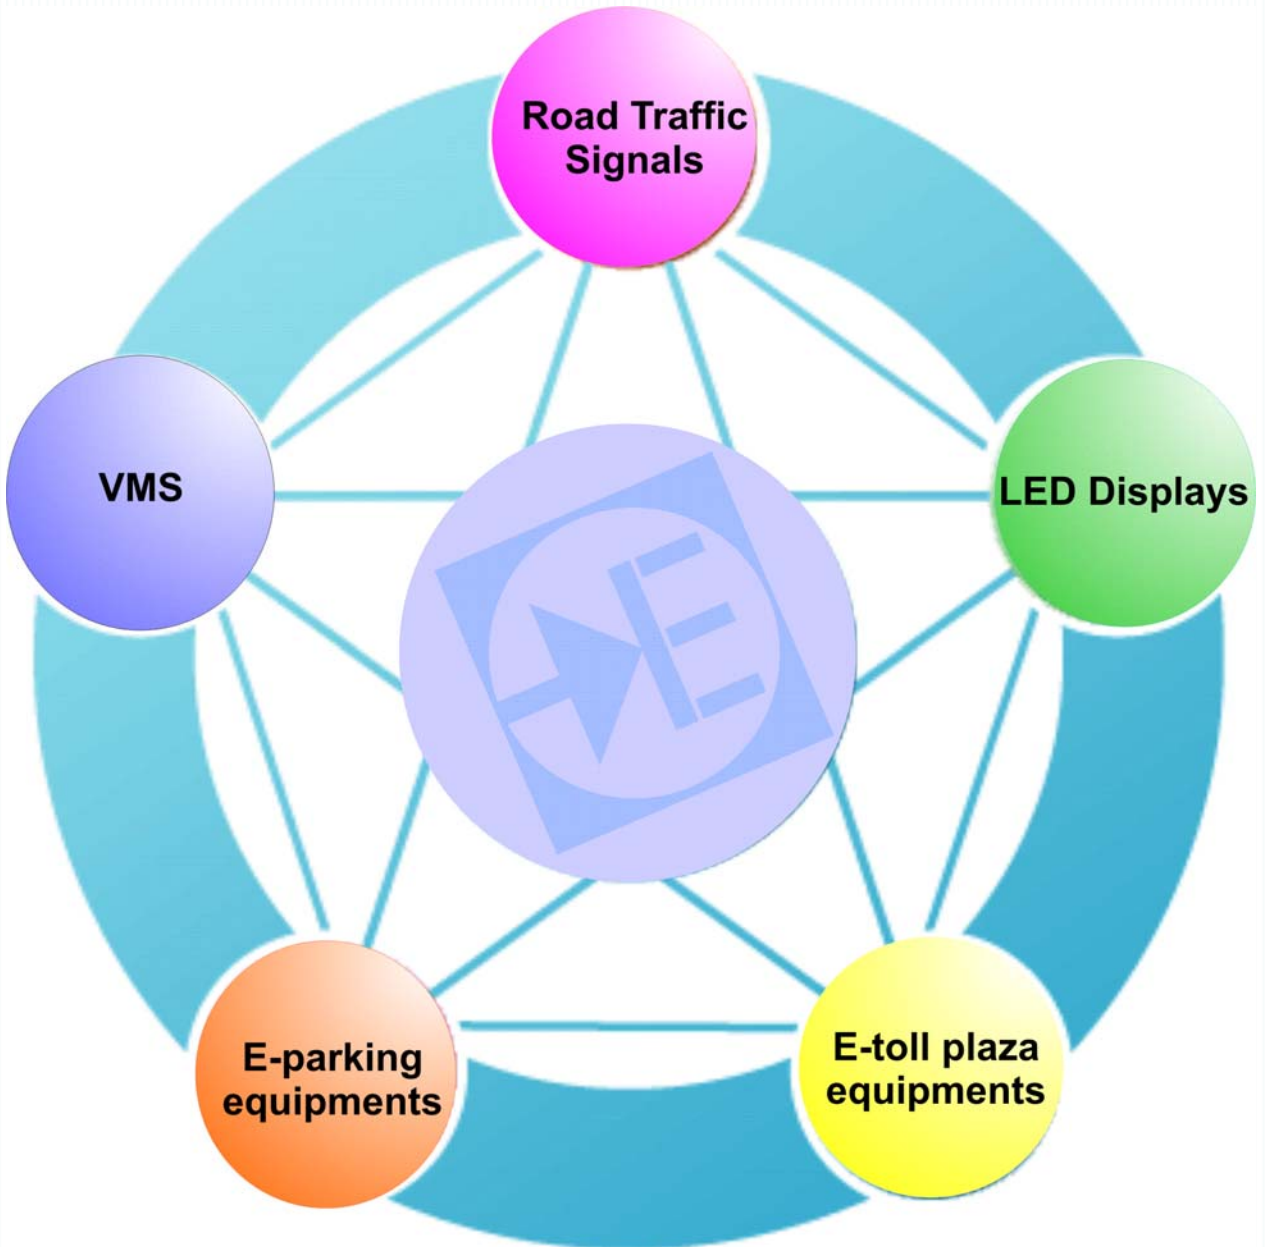 Road Traffic
Signals
VMS
LED Displays
E-parking
equipments
E-toll plaza
equipments
E